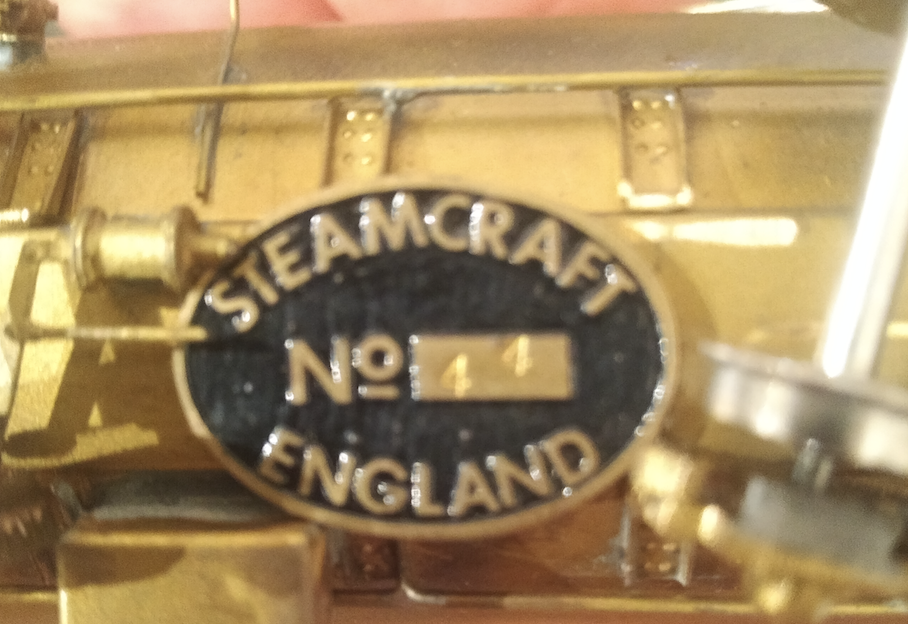 STEAMCRAFT
No 44
ENGLAND